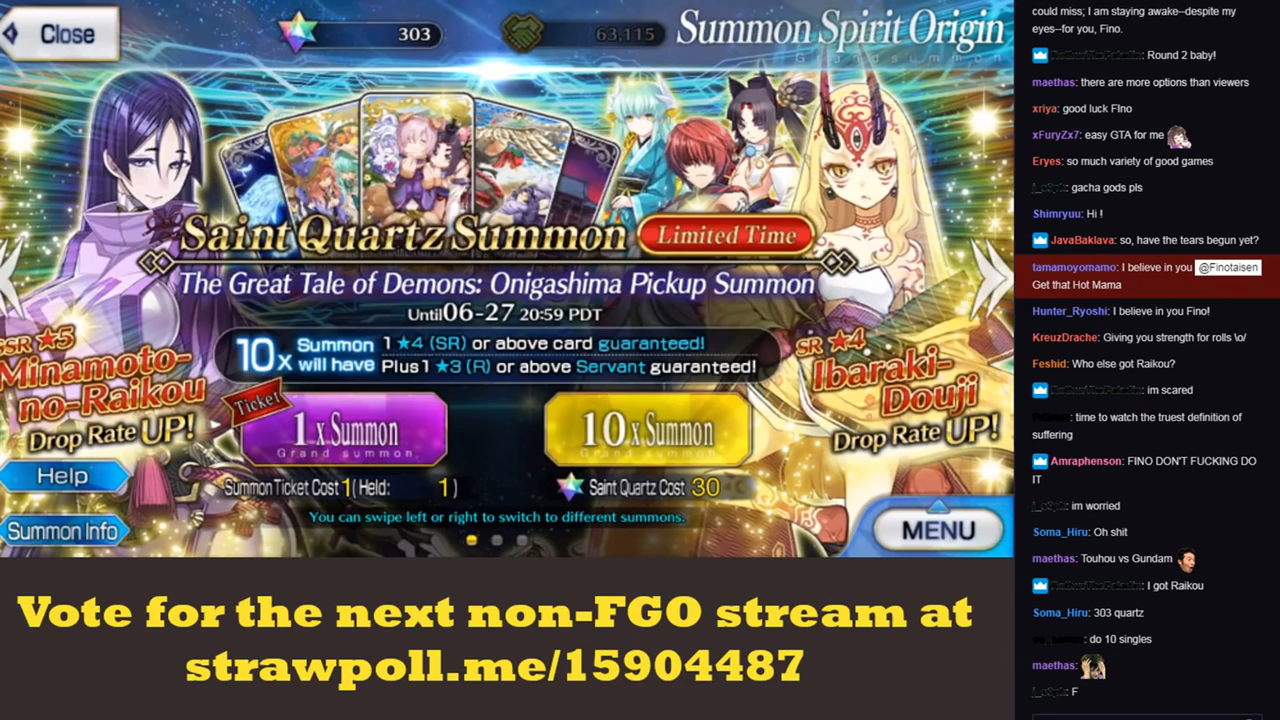 Close
303
63,115
Summon Spirit Origin
Grandsummon
Saint Quartz Summon
Limited Time
The Great Tale of Demons: Onigashima Pickup Summon
Until 06-27 20:59 PDT
10x Summon will have
1 ★4 (SR) or above card guaranteed!
Plus 1 ★3 (R) or above Servant guaranteed!
SSR ★5
Minamoto-
no-Raikou
Drop Rate UP!
SR ★4
Ibaraki-
Douji
Drop Rate UP!
Ticket
1 x Summon
Grand summon
10 x Summon
Grand summon
Summon Ticket Cost 1 (Held: 1 )
Saint Quartz Cost 30
You can swipe left or right to switch to different summons.
Help
Summon Info
MENU
Vote for the next non-FGO stream at
strawpoll.me/15904487
could miss; I am staying awake--despite my
eyes--for you, Fino.
: Round 2 baby!
maethas: there are more options than viewers
xriya: good luck FIno
xFuryZx7: easy GTA for me
Eryes: so much variety of good games
: gacha gods pls
Shimryuu: Hi !
JavaBaklava: so, have the tears begun yet?
tamamoyomamo: I believe in you @Finotaisen
Get that Hot Mama
Hunter_Ryoshi: I believe in you Fino!
KreuzDrache: Giving you strength for rolls \o/
Feshid: Who else got Raikou?
: im scared
: time to watch the truest definition of
suffering
Amraphenson: FINO DON'T FUCKING DO
IT
: im worried
Soma_Hiru: Oh shit
maethas: Touhou vs Gundam
: I got Raikou
Soma_Hiru: 303 quartz
: do 10 singles
maethas:
: F